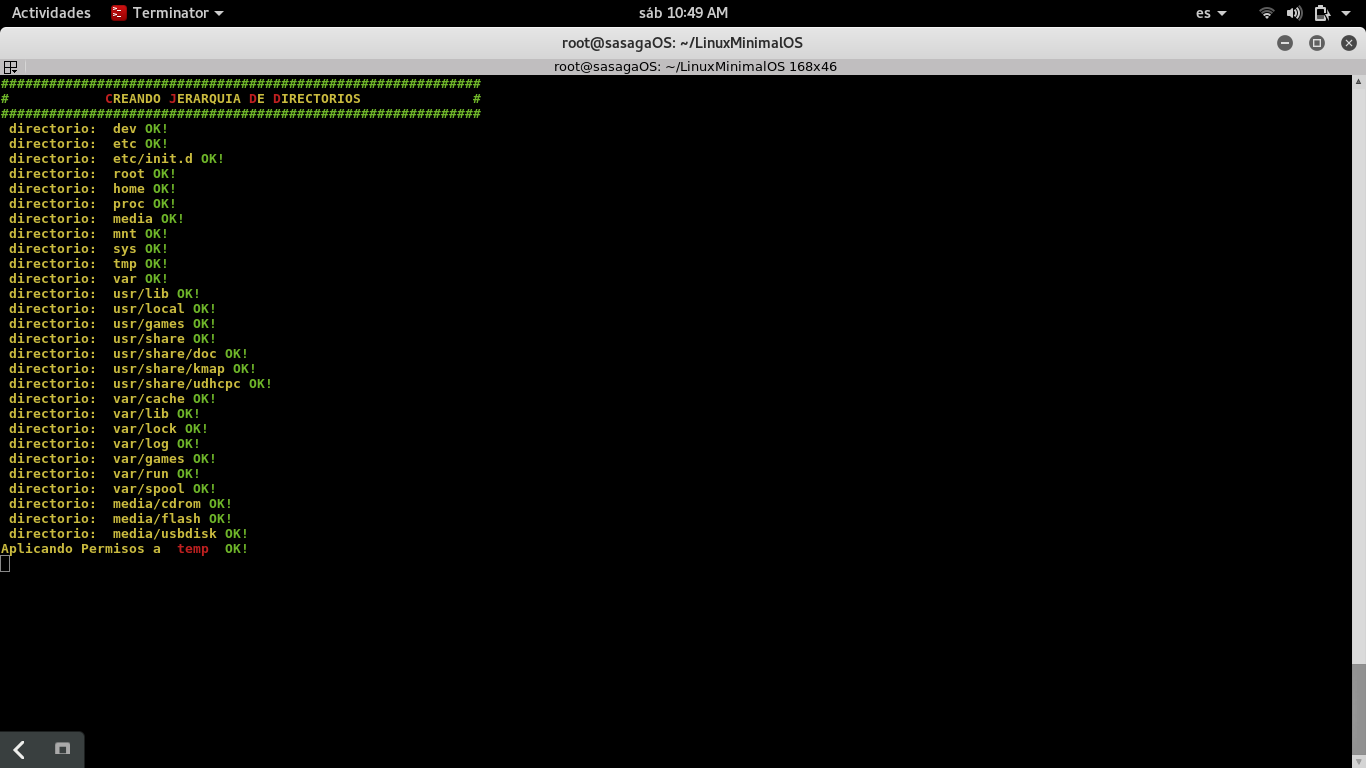 Actividades Terminator sáb 10:49 AM es
root@sasagaOS: ~/LinuxMinimalOS
root@sasagaOS: ~/LinuxMinimalOS 168x46
############################################################
# CREANDO JERARQUIA DE DIRECTORIOS #
############################################################
directorio: dev OK!
directorio: etc OK!
directorio: etc/init.d OK!
directorio: root OK!
directorio: home OK!
directorio: proc OK!
directorio: media OK!
directorio: mnt OK!
directorio: sys OK!
directorio: tmp OK!
directorio: var OK!
directorio: usr/lib OK!
directorio: usr/local OK!
directorio: usr/games OK!
directorio: usr/share OK!
directorio: usr/share/doc OK!
directorio: usr/share/kmap OK!
directorio: usr/share/udhcpc OK!
directorio: var/cache OK!
directorio: var/lib OK!
directorio: var/lock OK!
directorio: var/log OK!
directorio: var/games OK!
directorio: var/run OK!
directorio: var/spool OK!
directorio: media/cdrom OK!
directorio: media/flash OK!
directorio: media/usbdisk OK!
Aplicando Permisos a temp OK!